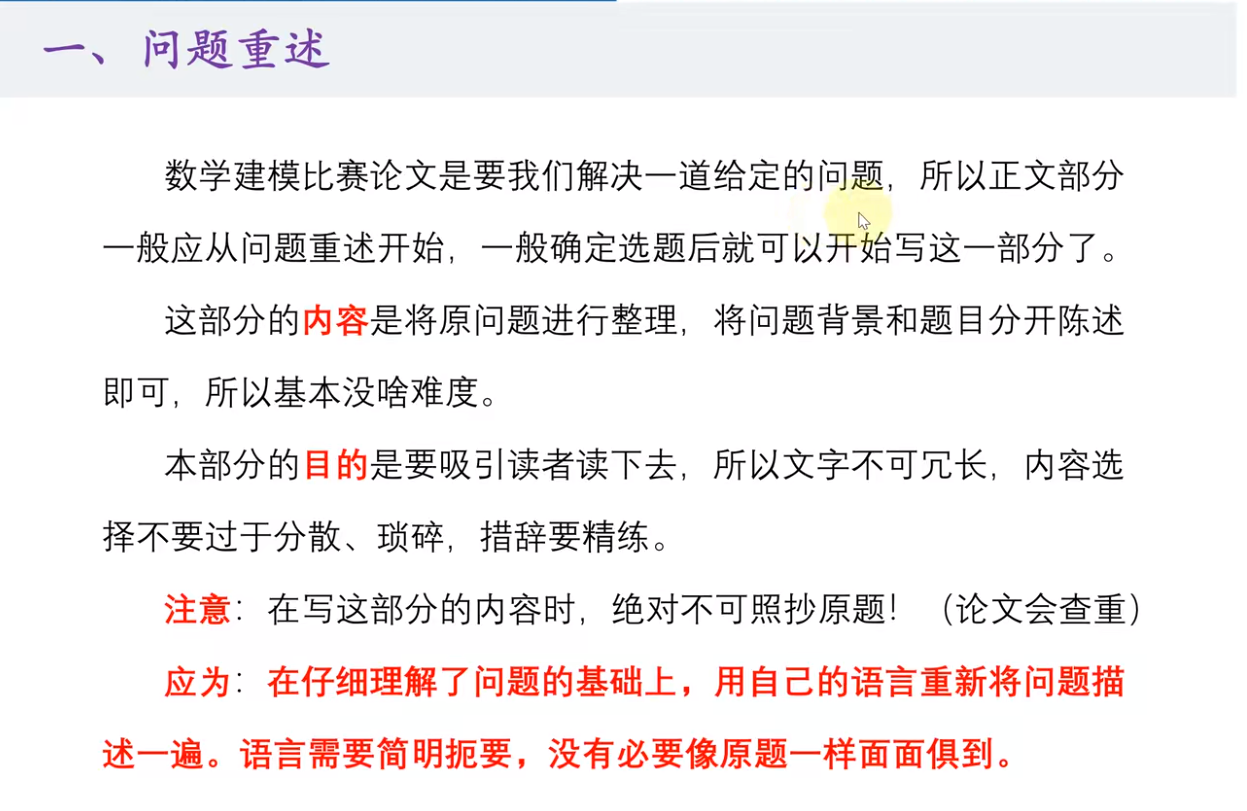 一、问题重述
数学建模比赛论文是要我们解决一道给定的问题，所以正文部分
一般应从问题重述开始，一般确定选题后就可以开始写这一部分了。
这部分的内容是将原问题进行整理，将问题背景和题目分开陈述
即可，所以基本没啥难度。
本部分的目的是要吸引读者读下去，所以文字不可冗长，内容选
择不要过于分散、琐碎，措辞要精练。
注意：在写这部分的内容时，绝对不可照抄原题！（论文会查重）
应为：在仔细理解了问题的基础上，用自己的语言重新将问题描
述一遍。语言需要简明扼要，没有必要像原题一样面面俱到。